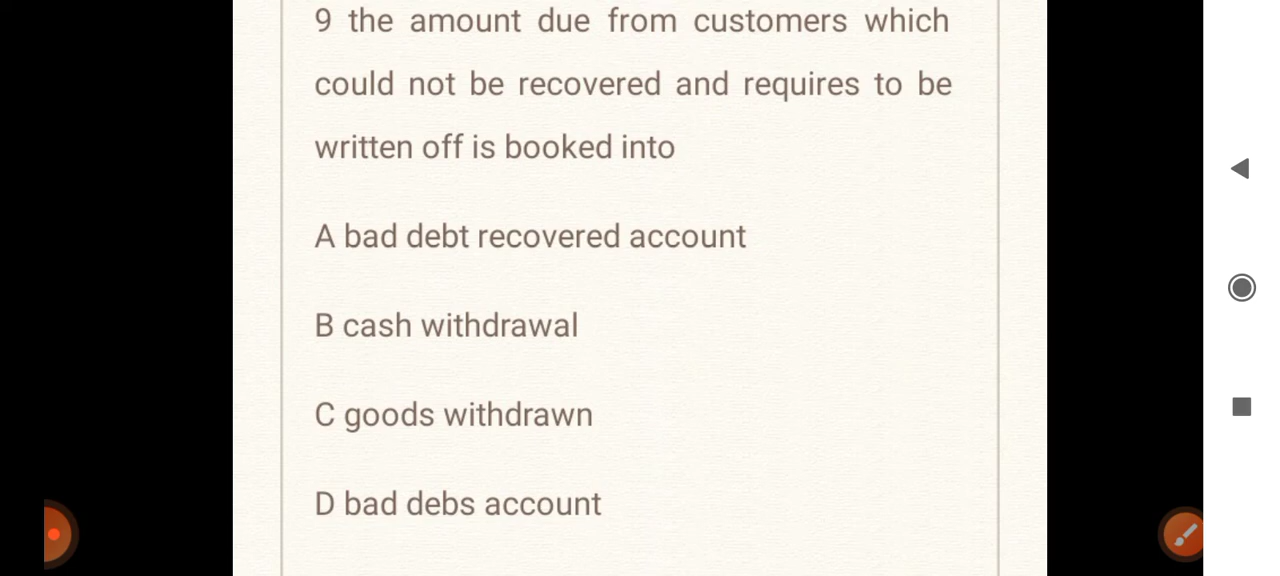 9 the amount due from customers which
could not be recovered and requires to be
written off is booked into
A bad debt recovered account
B cash withdrawal
C goods withdrawn
D bad debs account